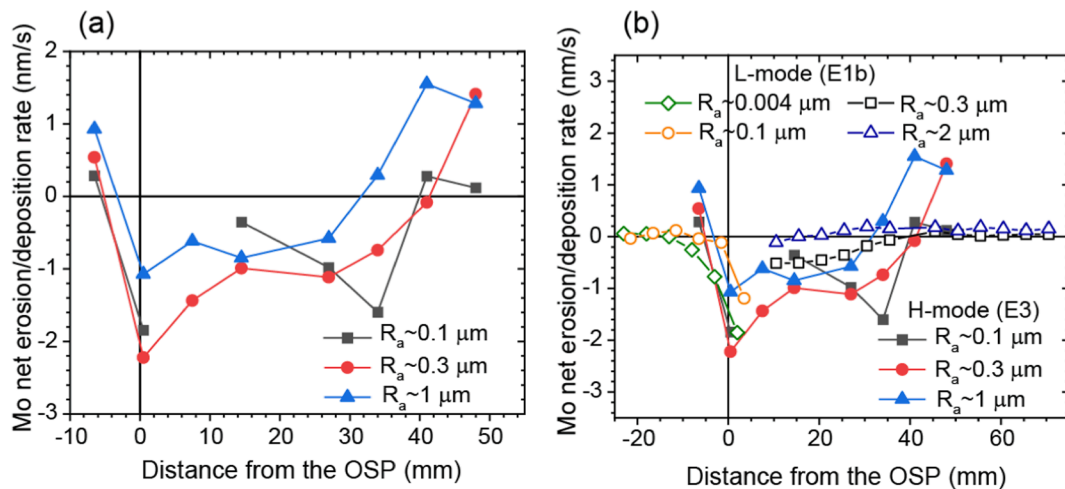 (a)
Mo net erosion/deposition rate (nm/s)
2
1
0
-1
-2
-3
-10 0 10 20 30 40 50
Distance from the OSP (mm)
Rₐ~0.1 μm
Rₐ~0.3 μm
Rₐ~1 μm
(b)
Mo net erosion/deposition rate (nm/s)
3
2
1
0
-1
-2
-3
-20 0 20 40 60
Distance from the OSP (mm)
L-mode (E1b)
Rₐ~0.004 μm Rₐ~0.3 μm
Rₐ~0.1 μm Rₐ~2 μm
H-mode (E3)
Rₐ~0.1 μm
Rₐ~0.3 μm
Rₐ~1 μm